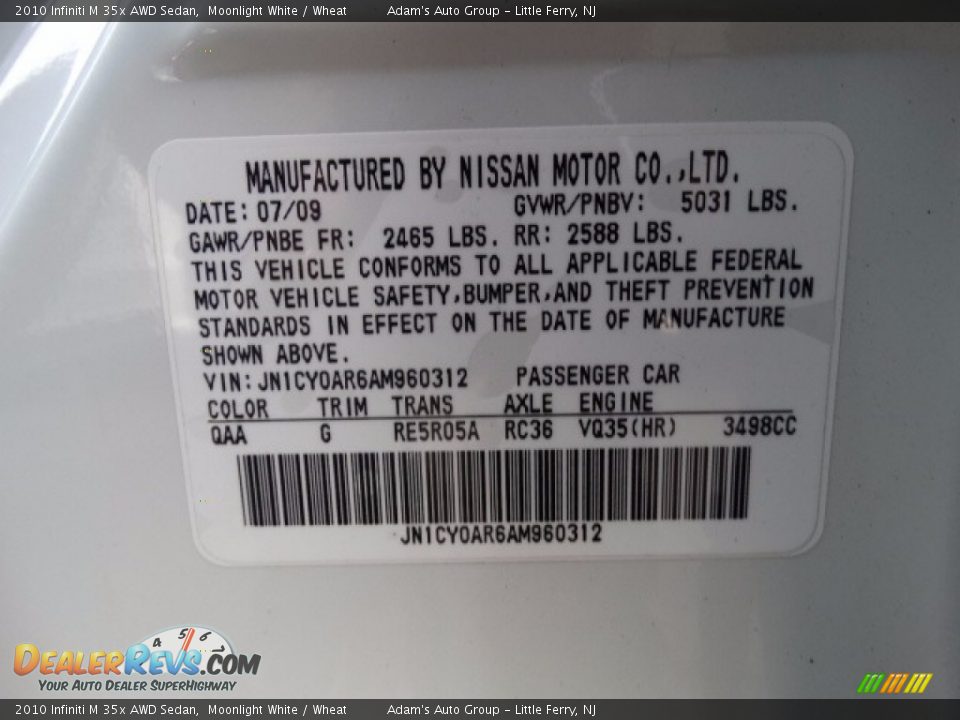 2010 Infiniti M 35x AWD Sedan, Moonlight White / Wheat Adam's Auto Group - Little Ferry, NJ
MANUFACTURED BY NISSAN MOTOR CO.,LTD.
DATE: 07/09 GVWR/PNBV: 5031 LBS.
GAWR/PNBE FR: 2465 LBS. RR: 2588 LBS.
THIS VEHICLE CONFORMS TO ALL APPLICABLE FEDERAL
MOTOR VEHICLE SAFETY,BUMPER,AND THEFT PREVENTION
STANDARDS IN EFFECT ON THE DATE OF MANUFACTURE
SHOWN ABOVE.
VIN: JN1CY0AR6AM960312 PASSENGER CAR
COLOR TRIM TRANS AXLE ENGINE
QAA G RE5R05A RC36 VQ35(HR) 3498CC
JN1CY0AR6AM960312
4 5 6 7
DEALERREVS.COM
YOUR AUTO DEALER SUPERHIGHWAY
2010 Infiniti M 35x AWD Sedan, Moonlight White / Wheat Adam's Auto Group - Little Ferry, NJ